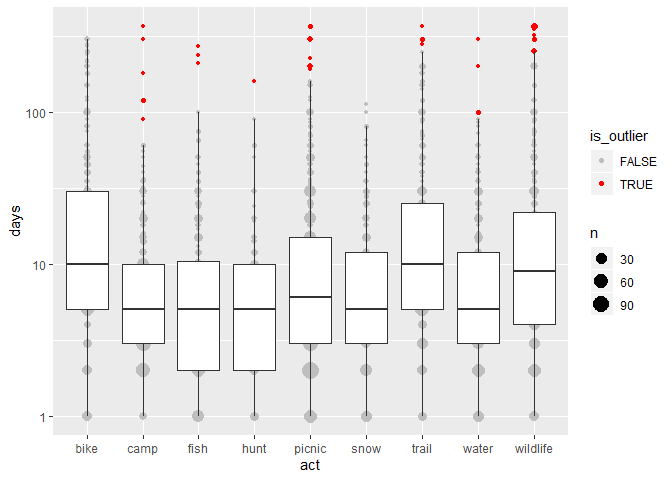 days
100
10
1
bike camp fish hunt picnic snow trail water wildlife
act
is_outlier
FALSE
TRUE
n
30
60
90